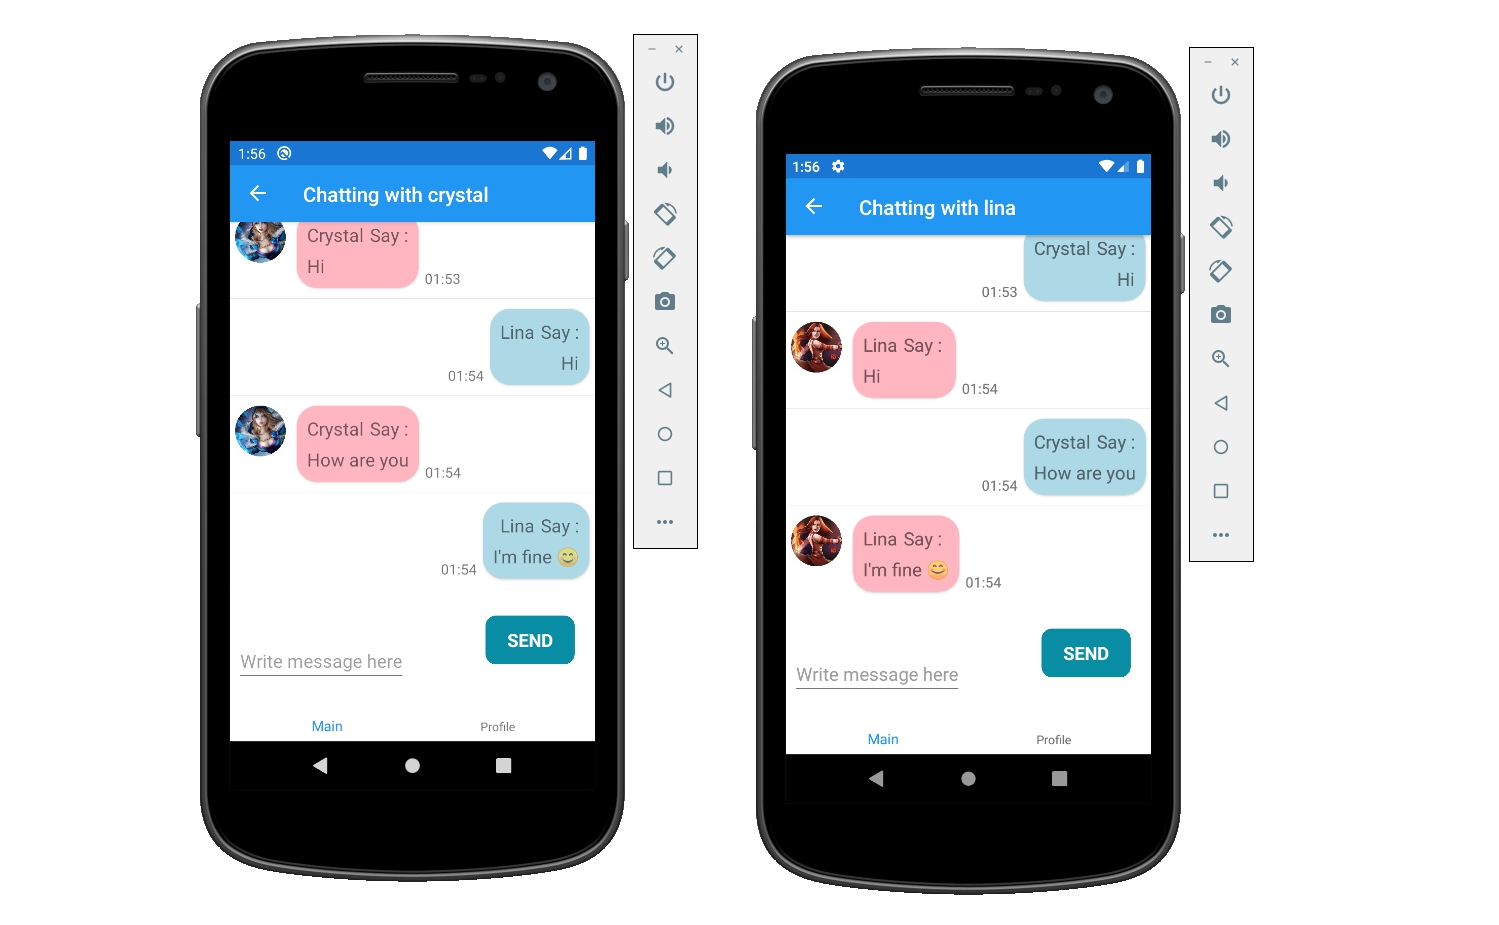 1:56
Chatting with crystal
Crystal Say :
Hi
01:53
Lina Say :
Hi
01:54
Crystal Say :
How are you
01:54
Lina Say :
I'm fine 😊
01:54
SEND
Write message here
Main
Profile
1:56
Chatting with lina
Crystal Say :
Hi
01:53
Lina Say :
Hi
01:54
Crystal Say :
How are you
01:54
Lina Say :
I'm fine 😊
01:54
SEND
Write message here
Main
Profile